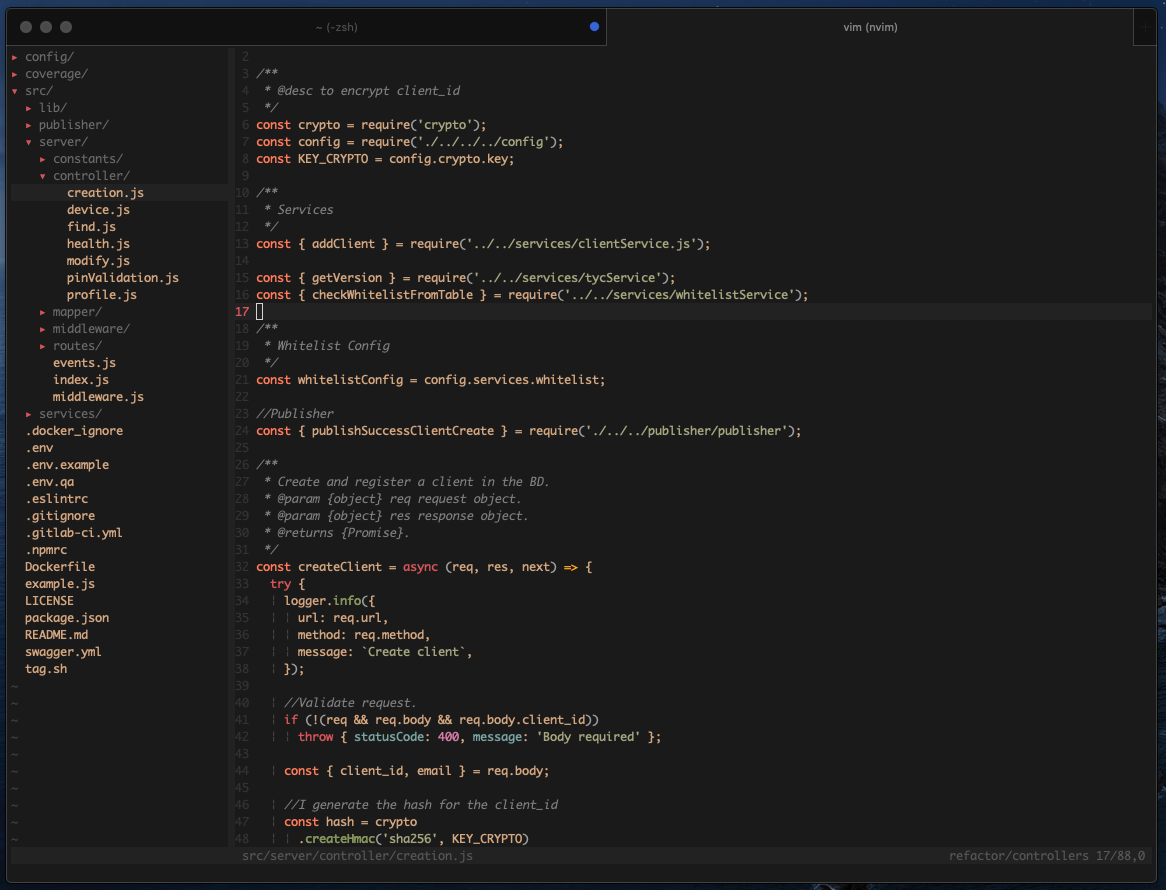 ~ (-zsh)
vim (nvim)
▸ config/
▸ coverage/
▾ src/
▸ lib/
▸ publisher/
▾ server/
▸ constants/
▾ controller/
creation.js
device.js
find.js
health.js
modify.js
pinValidation.js
profile.js
▸ mapper/
▸ middleware/
▸ routes/
events.js
index.js
middleware.js
▸ services/
.docker_ignore
.env
.env.example
.env.qa
.eslintrc
.gitignore
.gitlab-ci.yml
.npmrc
Dockerfile
example.js
LICENSE
package.json
README.md
swagger.yml
tag.sh
~
~
~
~
~
~
~
~
~
~
2
3 /**
4  * @desc to encrypt client_id
5  */
6 const crypto = require('crypto');
7 const config = require('./../../../config');
8 const KEY_CRYPTO = config.crypto.key;
9
10 /**
11  * Services
12  */
13 const { addClient } = require('../../services/clientService.js');
14
15 const { getVersion } = require('../../services/tycService');
16 const { checkWhitelistFromTable } = require('../../services/whitelistService');
17
18 /**
19  * Whitelist Config
20  */
21 const whitelistConfig = config.services.whitelist;
22
23 //Publisher
24 const { publishSuccessClientCreate } = require('./../../publisher/publisher');
25
26 /**
27  * Create and register a client in the BD.
28  * @param {object} req request object.
29  * @param {object} res response object.
30  * @returns {Promise}.
31  */
32 const createClient = async (req, res, next) => {
33   try {
34   ¦ logger.info({
35   ¦ ¦ url: req.url,
36   ¦ ¦ method: req.method,
37   ¦ ¦ message: `Create client`,
38   ¦ });
39
40   ¦ //Validate request.
41   ¦ if (!(req && req.body && req.body.client_id))
42   ¦ ¦ throw { statusCode: 400, message: 'Body required' };
43
44   ¦ const { client_id, email } = req.body;
45
46   ¦ //I generate the hash for the client_id
47   ¦ const hash = crypto
48   ¦ ¦ .createHmac('sha256', KEY_CRYPTO)
src/server/controller/creation.js
refactor/controllers 17/88,0